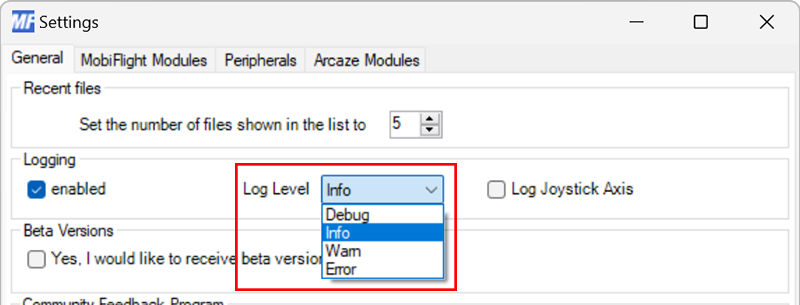 MF Settings
General MobiFlight Modules Peripherals Arcaze Modules
Recent files
Set the number of files shown in the list to 5
Logging
enabled Log Level Info Log Joystick Axis
Debug
Beta Versions Info
Yes, I would like to receive beta version Warn
Error
Community Feedback Program